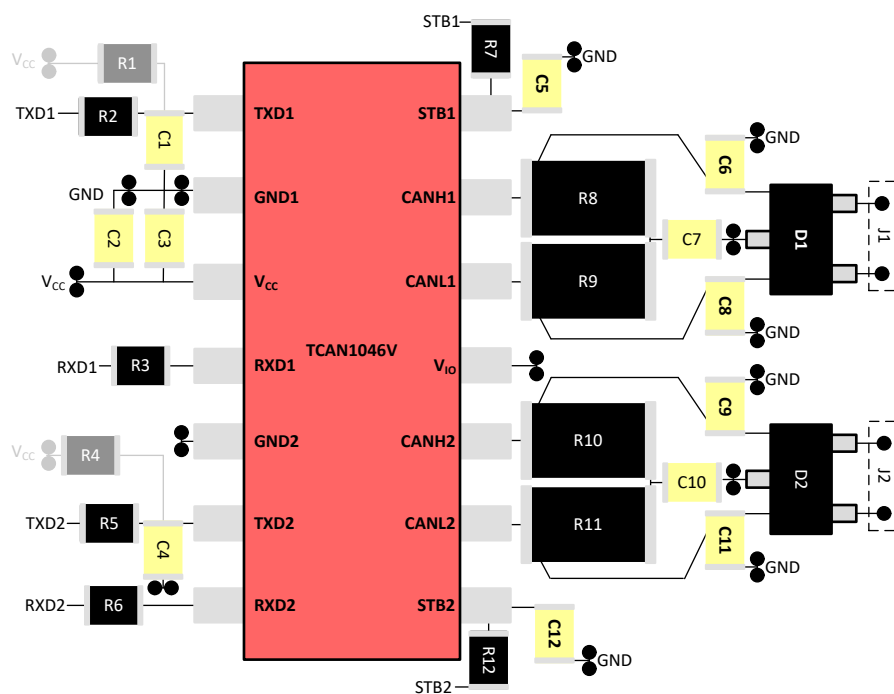 STB1
R7
C5
GND
VCC
R1
TXD1
R2
C1
TXD1
STB1
C6
GND
GND
GND1
CANH1
R8
C7
D1
J1
C2
C3
VCC
VCC
CANL1
R9
C8
GND
TCAN1046V
RXD1
R3
RXD1
VIO
GND
C9
VCC
R4
GND2
CANH2
R10
C10
D2
J2
TXD2
R5
C4
TXD2
CANL2
R11
C11
GND
RXD2
R6
RXD2
STB2
C12
GND
R12
STB2